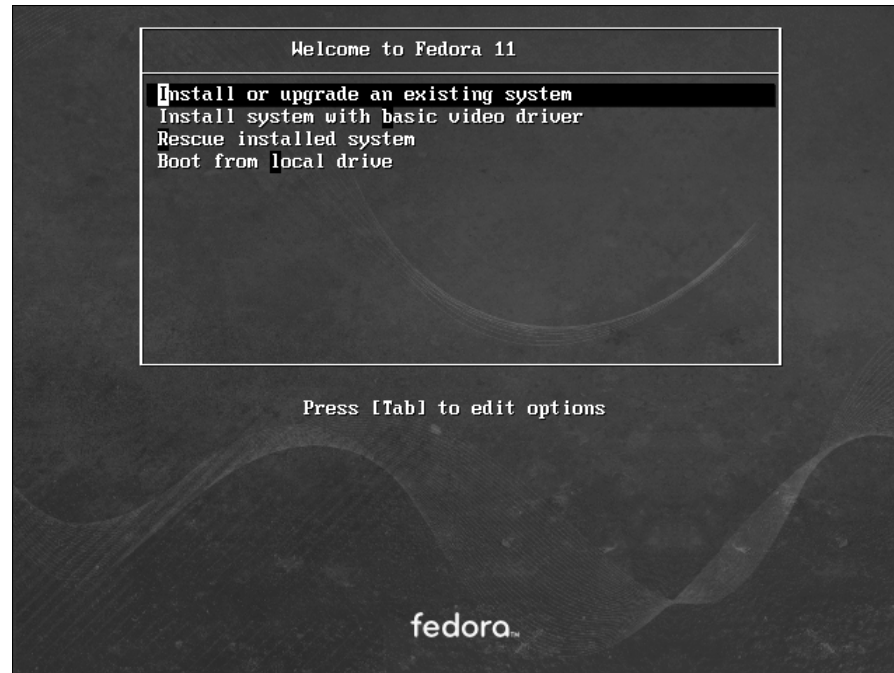 Welcome to Fedora 11
Install or upgrade an existing system
Install system with basic video driver
Rescue installed system
Boot from local drive
Press [Tab] to edit options
fedora™